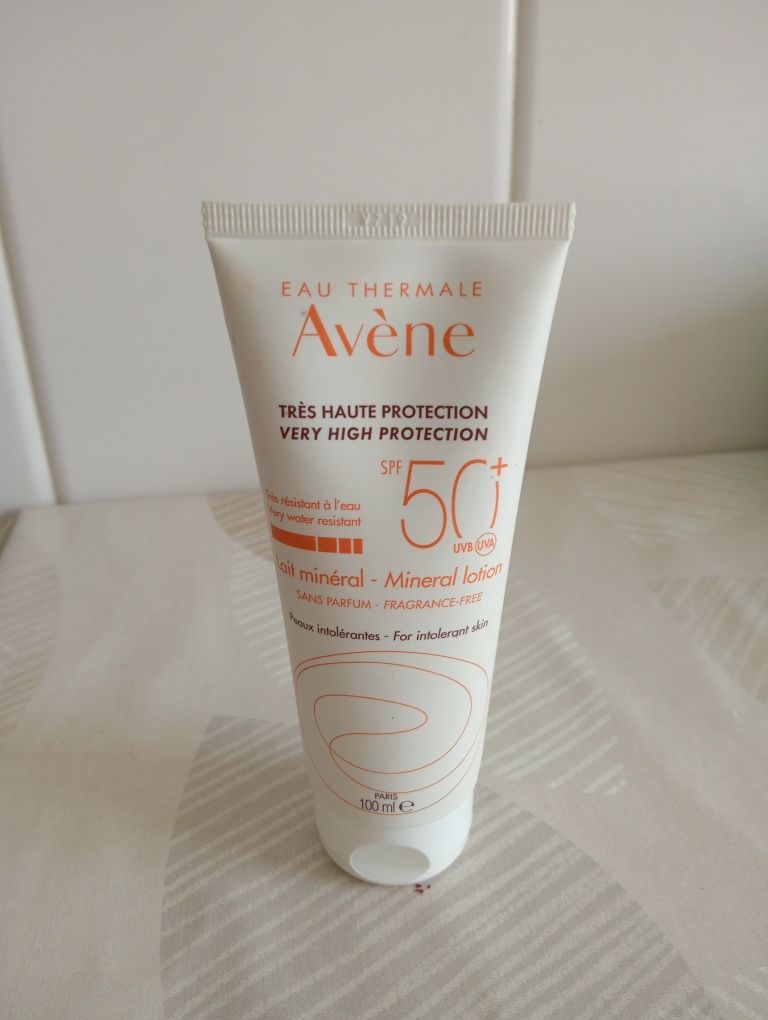 EAU THERMALE
Avène
TRÈS HAUTE PROTECTION
VERY HIGH PROTECTION
SPF 50+
UVB UVA
Très résistant à l'eau
Very water resistant
Lait minéral - Mineral lotion
SANS PARFUM - FRAGRANCE-FREE
Peaux intolérantes - For intolerant skin
PARIS
100 ml e